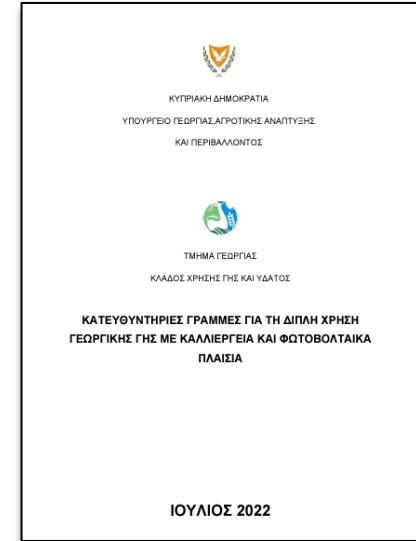 ΚΥΠΡΙΑΚΗ ΔΗΜΟΚΡΑΤΙΑ
ΥΠΟΥΡΓΕΙΟ ΓΕΩΡΓΙΑΣ,ΑΓΡΟΤΙΚΗΣ ΑΝΑΠΤΥΞΗΣ
ΚΑΙ ΠΕΡΙΒΑΛΛΟΝΤΟΣ
ΤΜΗΜΑ ΓΕΩΡΓΙΑΣ
ΚΛΑΔΟΣ ΧΡΗΣΗΣ ΓΗΣ ΚΑΙ ΥΔΑΤΟΣ
ΚΑΤΕΥΘΥΝΤΗΡΙΕΣ ΓΡΑΜΜΕΣ ΓΙΑ ΤΗ ΔΙΠΛΗ ΧΡΗΣΗ
ΓΕΩΡΓΙΚΗΣ ΓΗΣ ΜΕ ΚΑΛΛΙΕΡΓΕΙΑ ΚΑΙ ΦΩΤΟΒΟΛΤΑΙΚΑ
ΠΛΑΙΣΙΑ
ΙΟΥΛΙΟΣ 2022